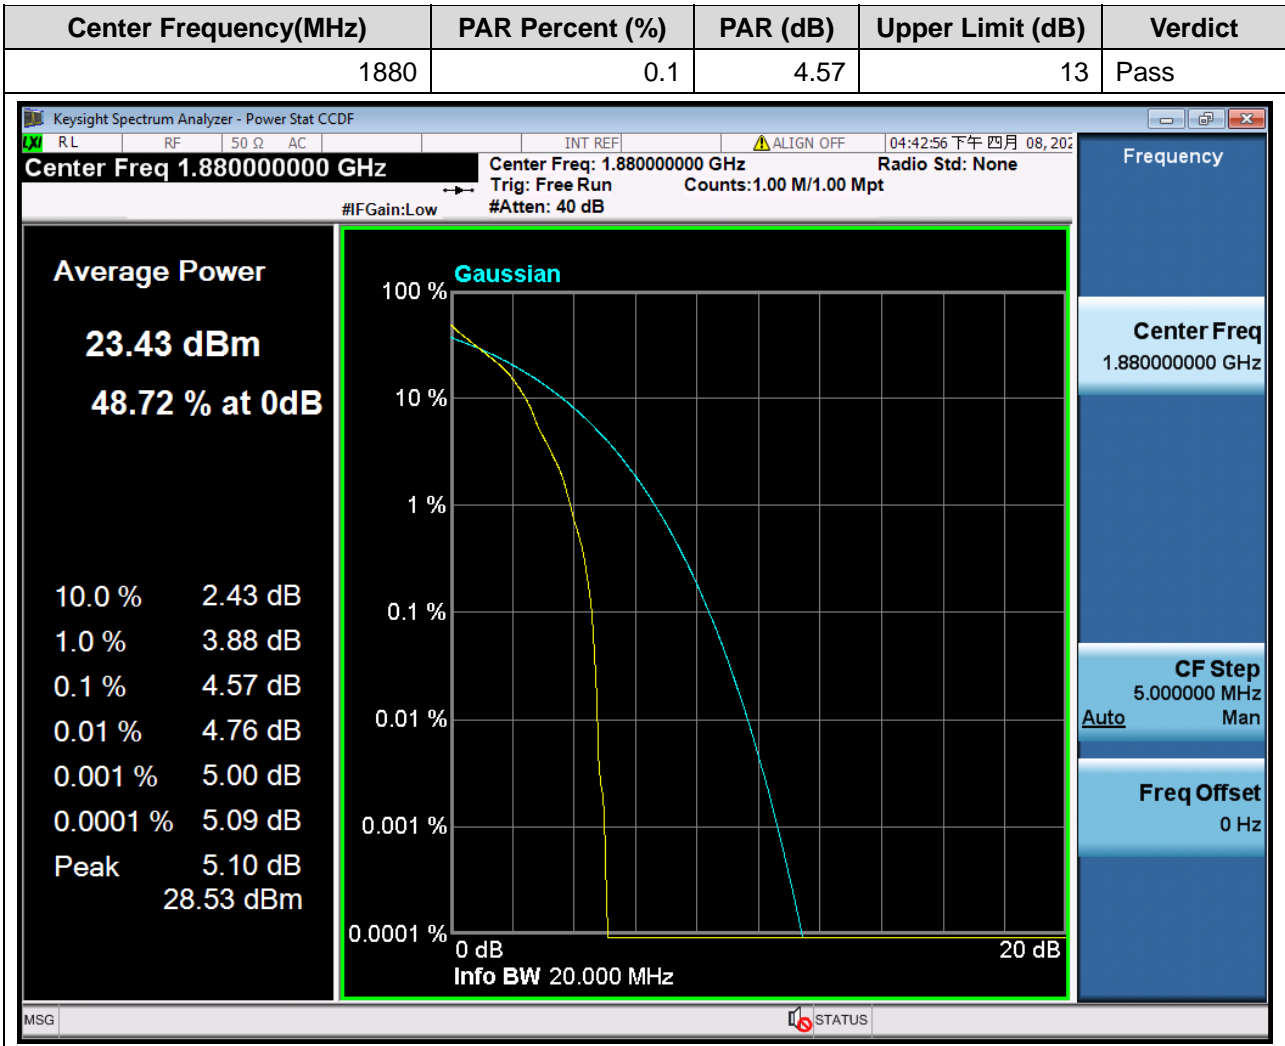 Center Frequency(MHz) PAR Percent (%) PAR (dB) Upper Limit (dB) Verdict
1880 0.1 4.57 13 Pass
Keysight Spectrum Analyzer - Power Stat CCDF
LXI RL RF 50 Ω AC INT REF ALIGN OFF 04:42:56 下午 四月 08, 202
Center Freq 1.880000000 GHz
Center Freq: 1.880000000 GHz Radio Std: None
Trig: Free Run Counts:1.00 M/1.00 Mpt
#IFGain:Low #Atten: 40 dB
Average Power
23.43 dBm
48.72 % at 0dB
10.0 % 2.43 dB
1.0 % 3.88 dB
0.1 % 4.57 dB
0.01 % 4.76 dB
0.001 % 5.00 dB
0.0001 % 5.09 dB
Peak 5.10 dB
28.53 dBm
Gaussian
100 %
10 %
1 %
0.1 %
0.01 %
0.001 %
0.0001 %
0 dB 20 dB
Info BW 20.000 MHz
Frequency
Center Freq
1.880000000 GHz
CF Step
5.000000 MHz
Auto Man
Freq Offset
0 Hz
MSG STATUS